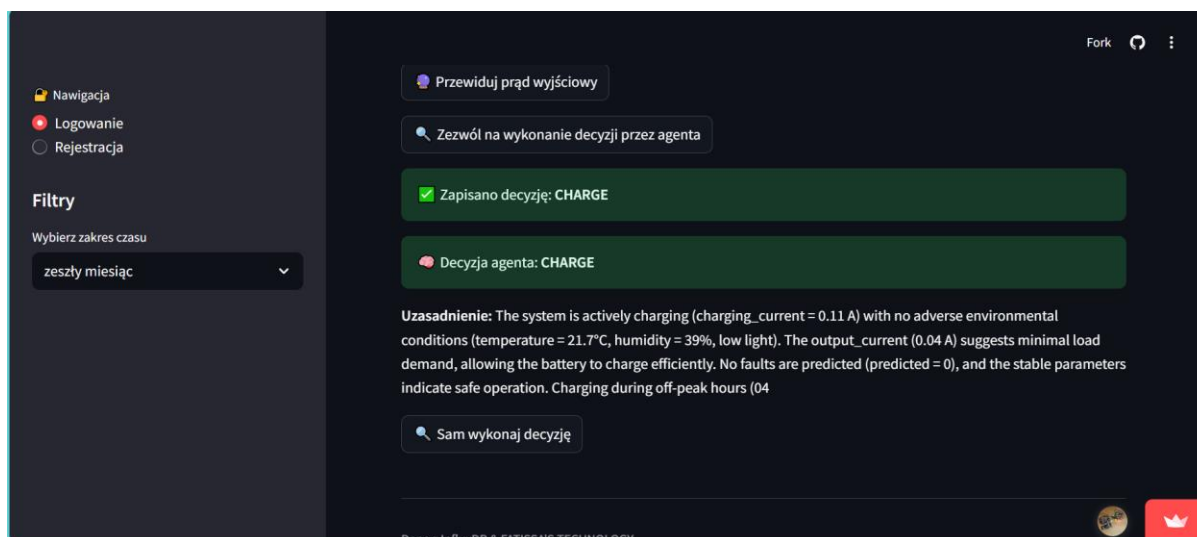 Fork
Nawigacja
Logowanie
Rejestracja
Filtry
Wybierz zakres czasu
zeszły miesiąc
Przewiduj prąd wyjściowy
Zezwól na wykonanie decyzji przez agenta
Zapisano decyzję: CHARGE
Decyzja agenta: CHARGE
Uzasadnienie: The system is actively charging (charging_current = 0.11 A) with no adverse environmental
conditions (temperature = 21.7°C, humidity = 39%, low light). The output_current (0.04 A) suggests minimal load
demand, allowing the battery to charge efficiently. No faults are predicted (predicted = 0), and the stable parameters
indicate safe operation. Charging during off-peak hours (04
Sam wykonaj decyzję